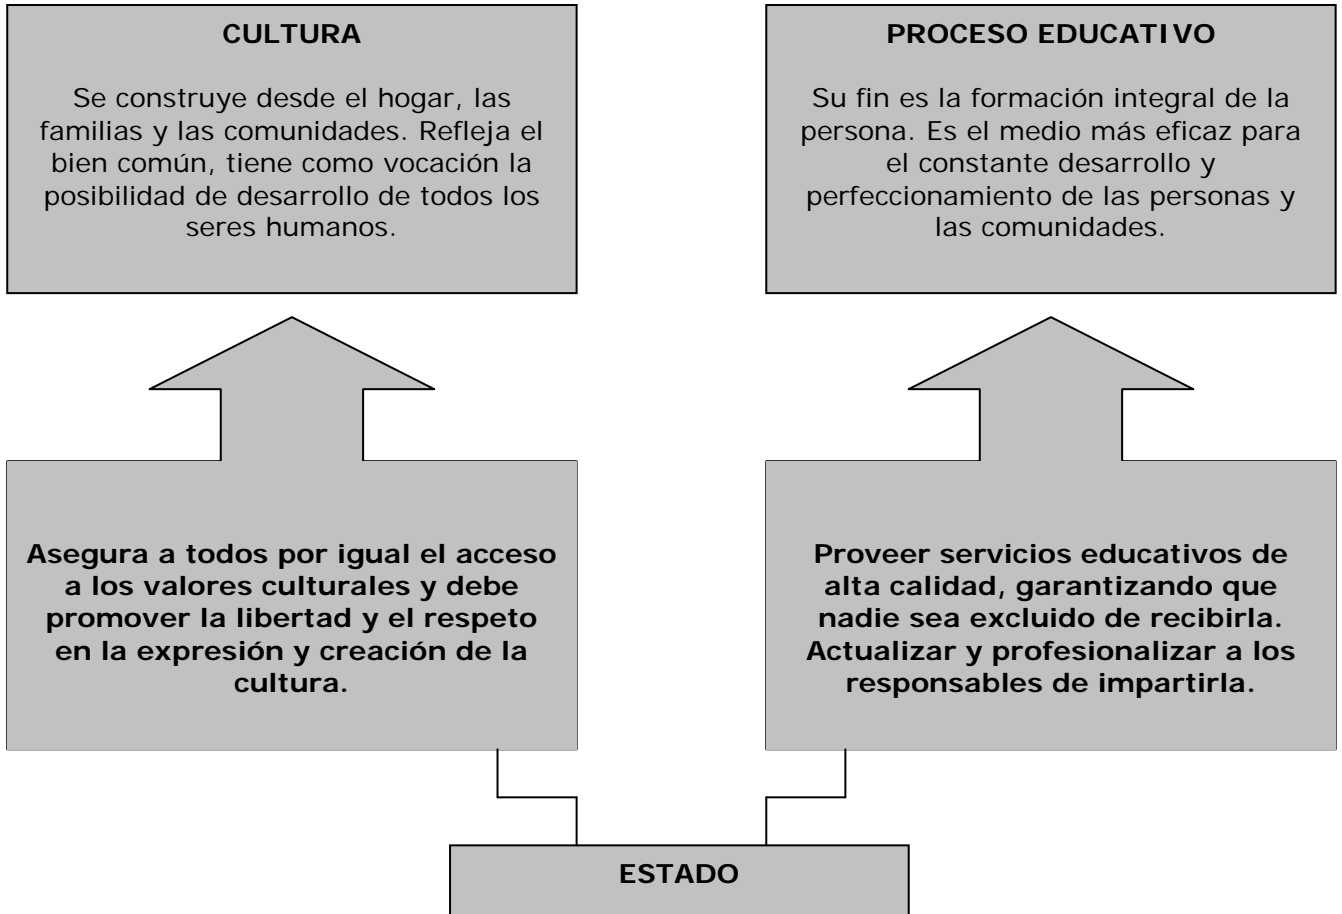 CULTURA
Se construye desde el hogar, las
familias y las comunidades. Refleja el
bien común, tiene como vocación la
posibilidad de desarrollo de todos los
seres humanos.
PROCESO EDUCATIVO
Su fin es la formación integral de la
persona. Es el medio más eficaz para
el constante desarrollo y
perfeccionamiento de las personas y
las comunidades.
Asegura a todos por igual el acceso
a los valores culturales y debe
promover la libertad y el respeto
en la expresión y creación de la
cultura.
Proveer servicios educativos de
alta calidad, garantizando que
nadie sea excluido de recibirla.
Actualizar y profesionalizar a los
responsables de impartirla.
ESTADO